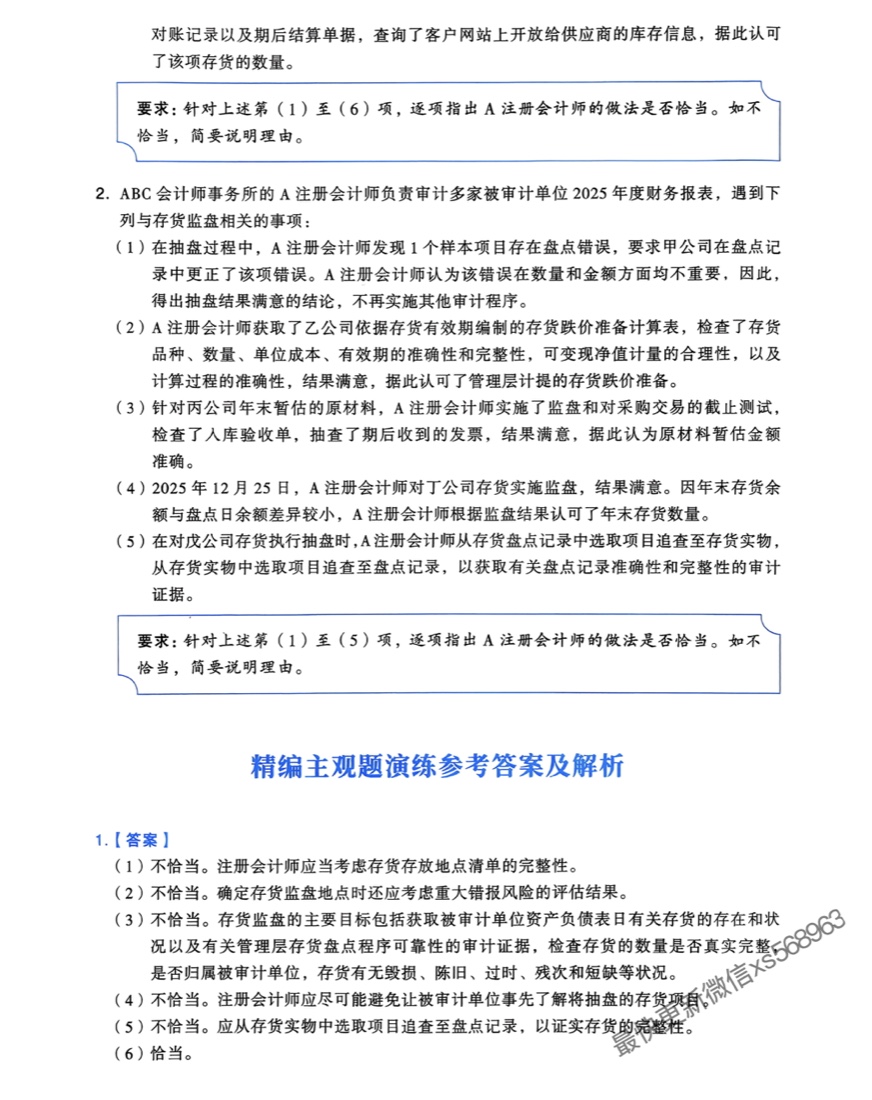 对账记录以及期后结算单据，查询了客户网站上开放给供应商的库存信息，据此认可
了该项存货的数量。
要求：针对上述第（1）至（6）项，逐项指出 A 注册会计师的做法是否恰当。如不
恰当，简要说明理由。
2. ABC 会计师事务所的 A 注册会计师负责审计多家被审计单位 2025 年度财务报表，遇到下
列与存货监盘相关的事项：
（1）在抽盘过程中，A 注册会计师发现 1 个样本项目存在盘点错误，要求甲公司在盘点记
录中更正了该项错误。A 注册会计师认为该错误在数量和金额方面均不重要，因此，
得出抽盘结果满意的结论，不再实施其他审计程序。
（2）A 注册会计师获取了乙公司依据存货有效期编制的存货跌价准备计算表，检查了存货
品种、数量、单位成本、有效期的准确性和完整性，可变现净值计量的合理性，以及
计算过程的准确性，结果满意，据此认可了管理层计提的存货跌价准备。
（3）针对丙公司年末暂估的原材料，A 注册会计师实施了监盘和对采购交易的截止测试，
检查了入库验收单，抽查了期后收到的发票，结果满意，据此认为原材料暂估金额
准确。
（4）2025 年 12 月 25 日，A 注册会计师对丁公司存货实施监盘，结果满意。因年末存货余
额与盘点日余额差异较小，A 注册会计师根据监盘结果认可了年末存货数量。
（5）在对戊公司存货执行抽盘时，A注册会计师从存货盘点记录中选取项目追查至存货实物，
从存货实物中选取项目追查至盘点记录，以获取有关盘点记录准确性和完整性的审计
证据。
要求：针对上述第（1）至（5）项，逐项指出 A 注册会计师的做法是否恰当。如不
恰当，简要说明理由。
精编主观题演练参考答案及解析
1.【答案】
（1）不恰当。注册会计师应当考虑存货存放地点清单的完整性。
（2）不恰当。确定存货监盘地点时还应考虑重大错报风险的评估结果。
（3）不恰当。存货监盘的主要目标包括获取被审计单位资产负债表日有关存货的存在和状
况以及有关管理层存货盘点程序可靠性的审计证据，检查存货的数量是否真实完整，
是否归属被审计单位，存货有无毁损、陈旧、过时、残次和短缺等状况。
（4）不恰当。注册会计师应尽可能避免让被审计单位事先了解将抽盘的存货项目。
（5）不恰当。应从存货实物中选取项目追查至盘点记录，以证实存货的完整性。
（6）恰当。
最快更新微信xs568963